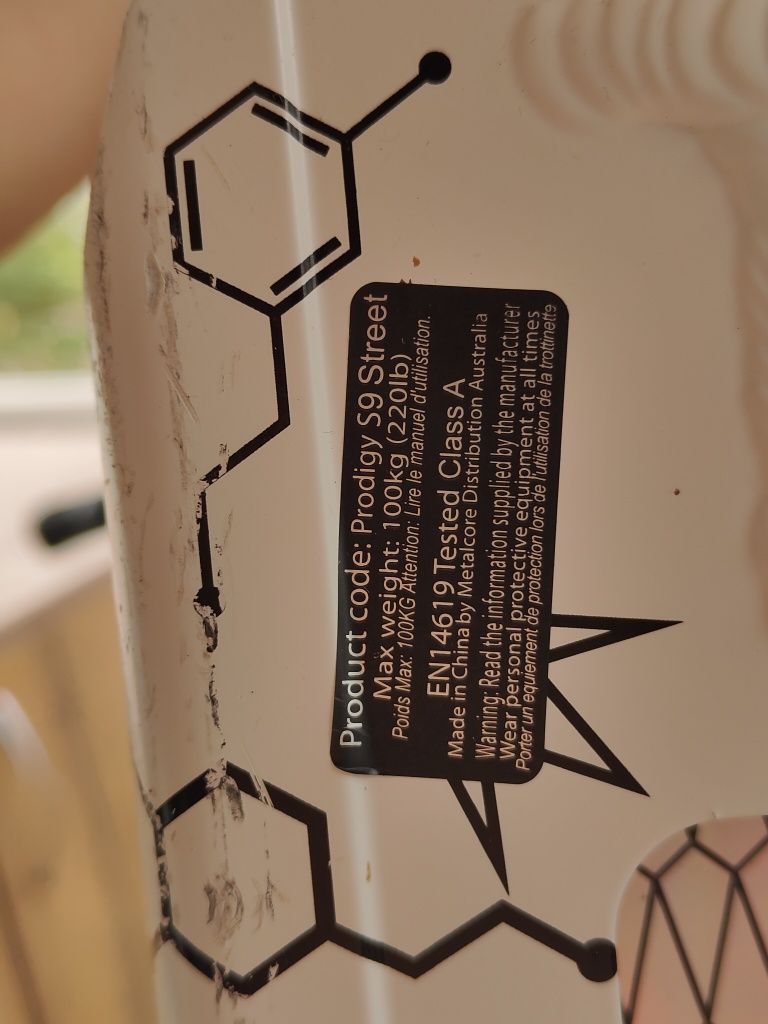 Product code: Prodigy S9 Street
Max weight: 100kg (220lb)
Poids Max: 100KG Attention: Lire le manuel d'utilisation.
EN14619 Tested Class A
Made in China by Metalcore Distribution Australia
Warning: Read the information supplied by the manufacturer
Wear personal protective equipment at all times
Porter un equiement de protection lors de l'utilisation de la trottinette